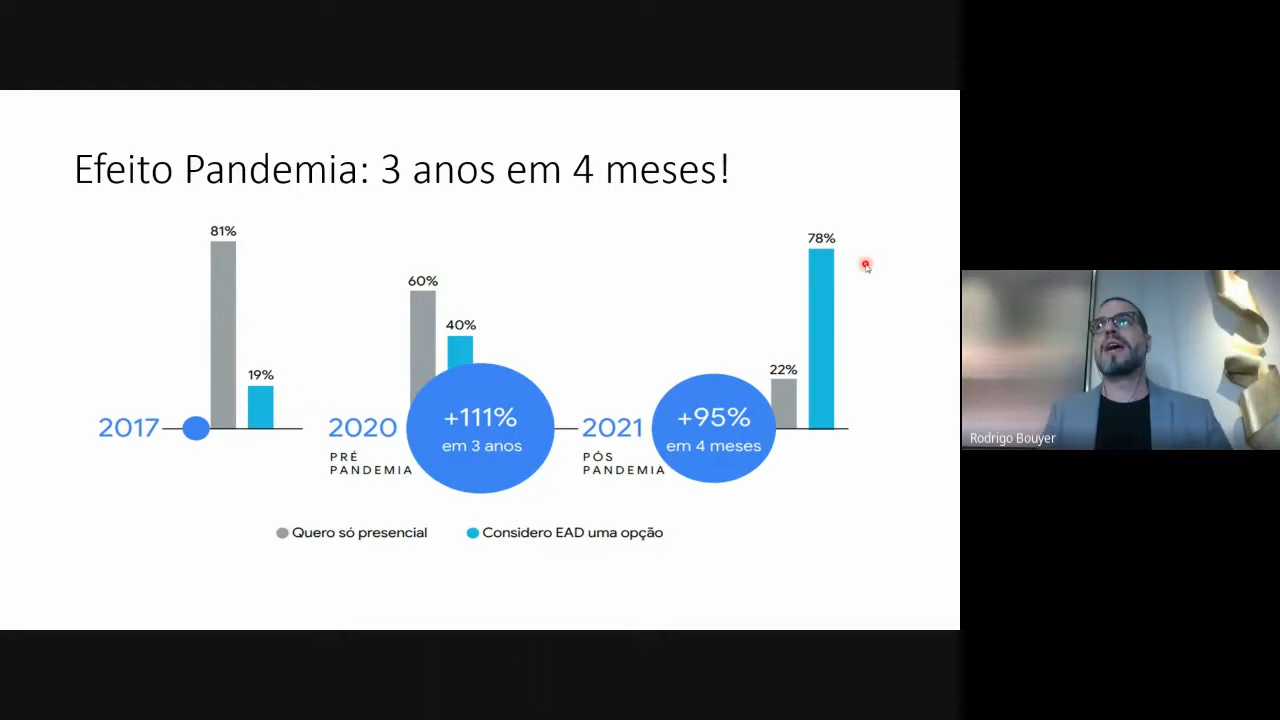 Efeito Pandemia: 3 anos em 4 meses!
81%
19%
60%
40%
78%
22%
2017
2020
PRÉ
PANDEMIA
+111%
em 3 anos
2021
PÓS
PANDEMIA
+95%
em 4 meses
Quero só presencial
Considero EAD uma opção
Rodrigo Bouyer